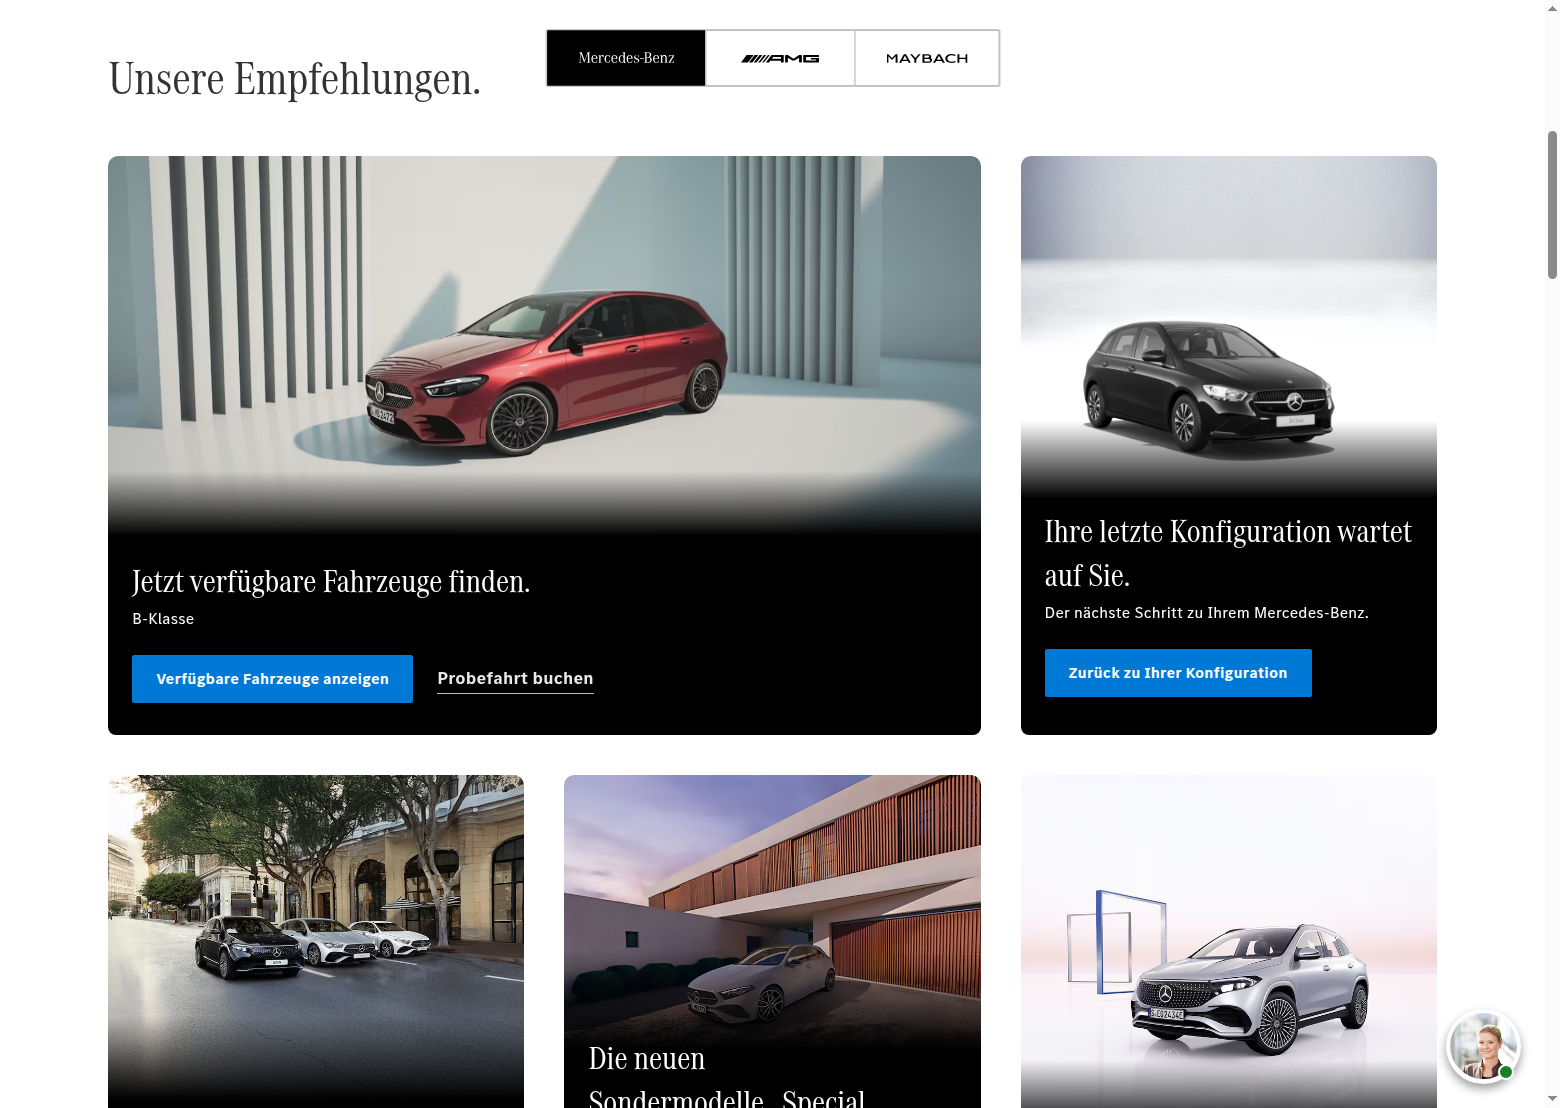 Unsere Empfehlungen.
Mercedes-Benz
AMG
MAYBACH
Jetzt verfügbare Fahrzeuge finden.
B-Klasse
Verfügbare Fahrzeuge anzeigen
Probefahrt buchen
Ihre letzte Konfiguration wartet
auf Sie.
Der nächste Schritt zu Ihrem Mercedes-Benz.
Zurück zu Ihrer Konfiguration
Die neuen
Sondermodelle „Special